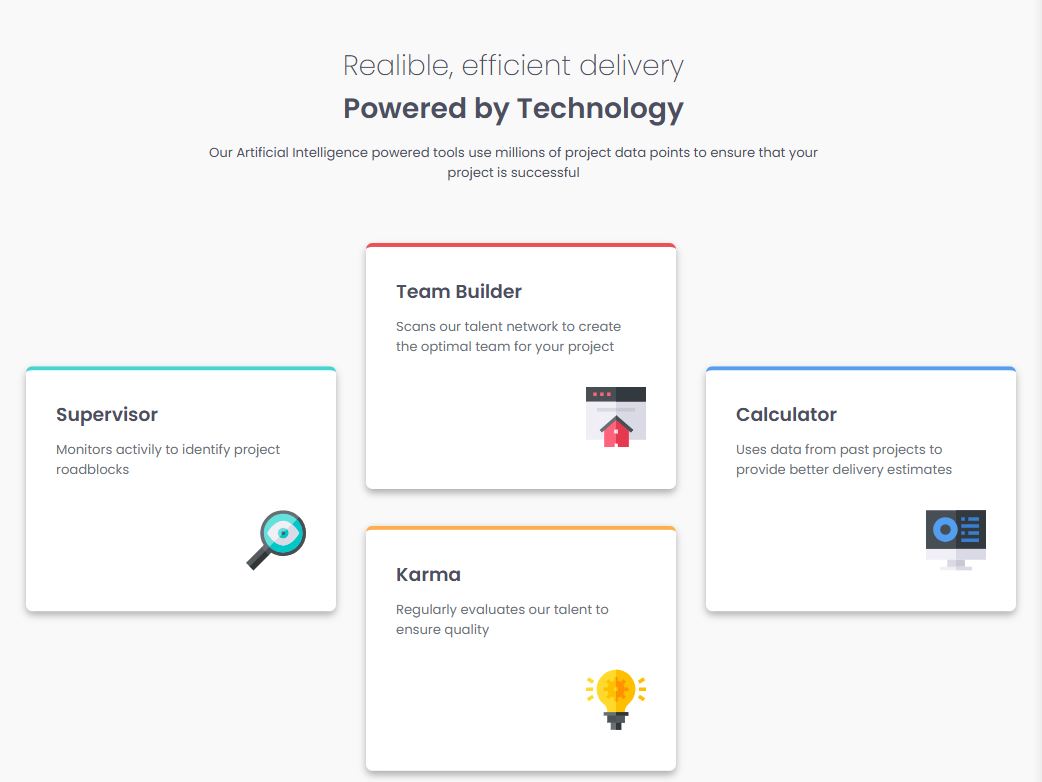 Realible, efficient delivery
Powered by Technology
Our Artificial Intelligence powered tools use millions of project data points to ensure that your
project is successful
Team Builder
Scans our talent network to create
the optimal team for your project
Supervisor
Monitors activily to identify project
roadblocks
Calculator
Uses data from past projects to
provide better delivery estimates
Karma
Regularly evaluates our talent to
ensure quality